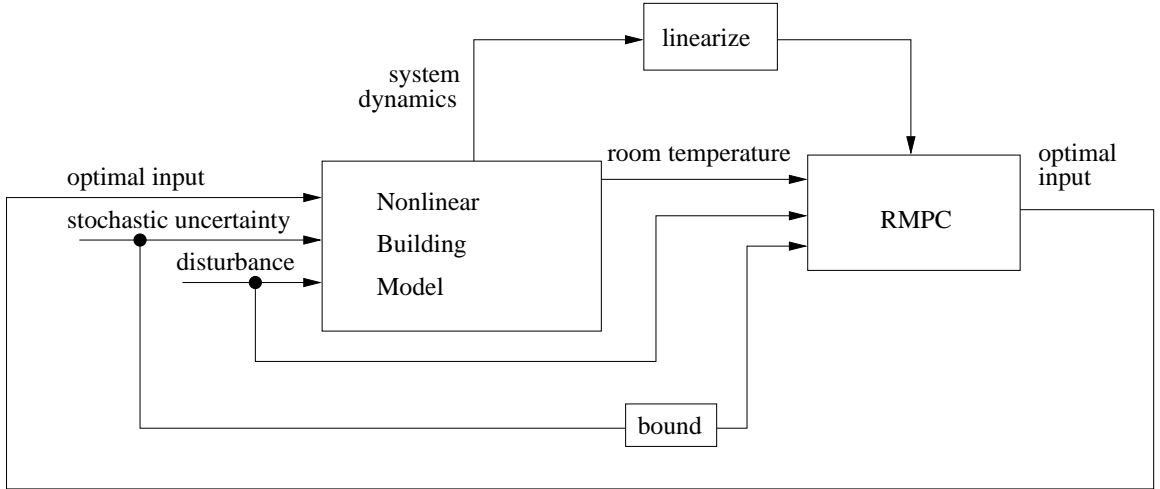 linearize
system
dynamics
room temperature
optimal
input
optimal input
Nonlinear
stochastic uncertainty
RMPC
Building
disturbance
Model
bound